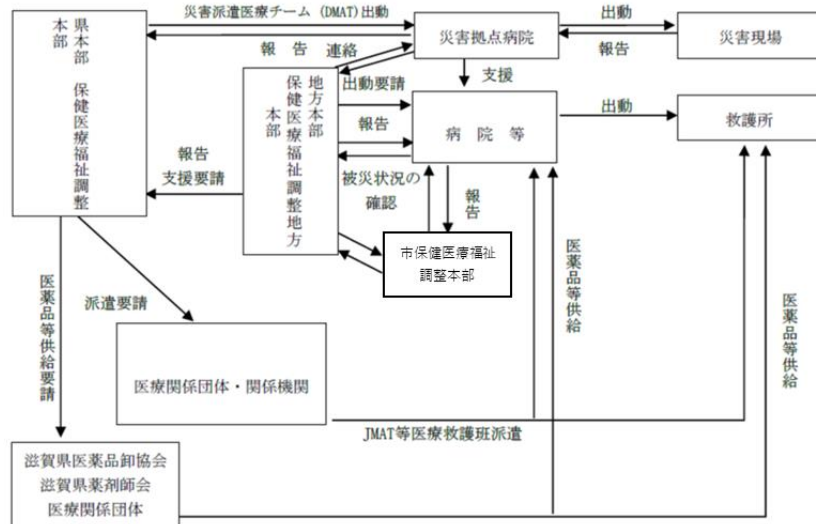 災害派遣医療チーム (DMAT)出動
県本部　保健医療福祉調整
本部
報　告　連絡
災害拠点病院
出動
報告
災害現場
地方本部
保健医療福祉調整地方
本部
出動要請
支援
報告
病　院　等
出動
救護所
報告
支援要請
被災状況の
確認
報告
市保健医療福祉
調整本部
医薬品等供給要請
派遣要請
医薬品等供給
医薬品等供給
医療関係団体・関係機関
JMAT等医療救護班派遣
滋賀県医薬品卸協会
滋賀県薬剤師会
医療関係団体